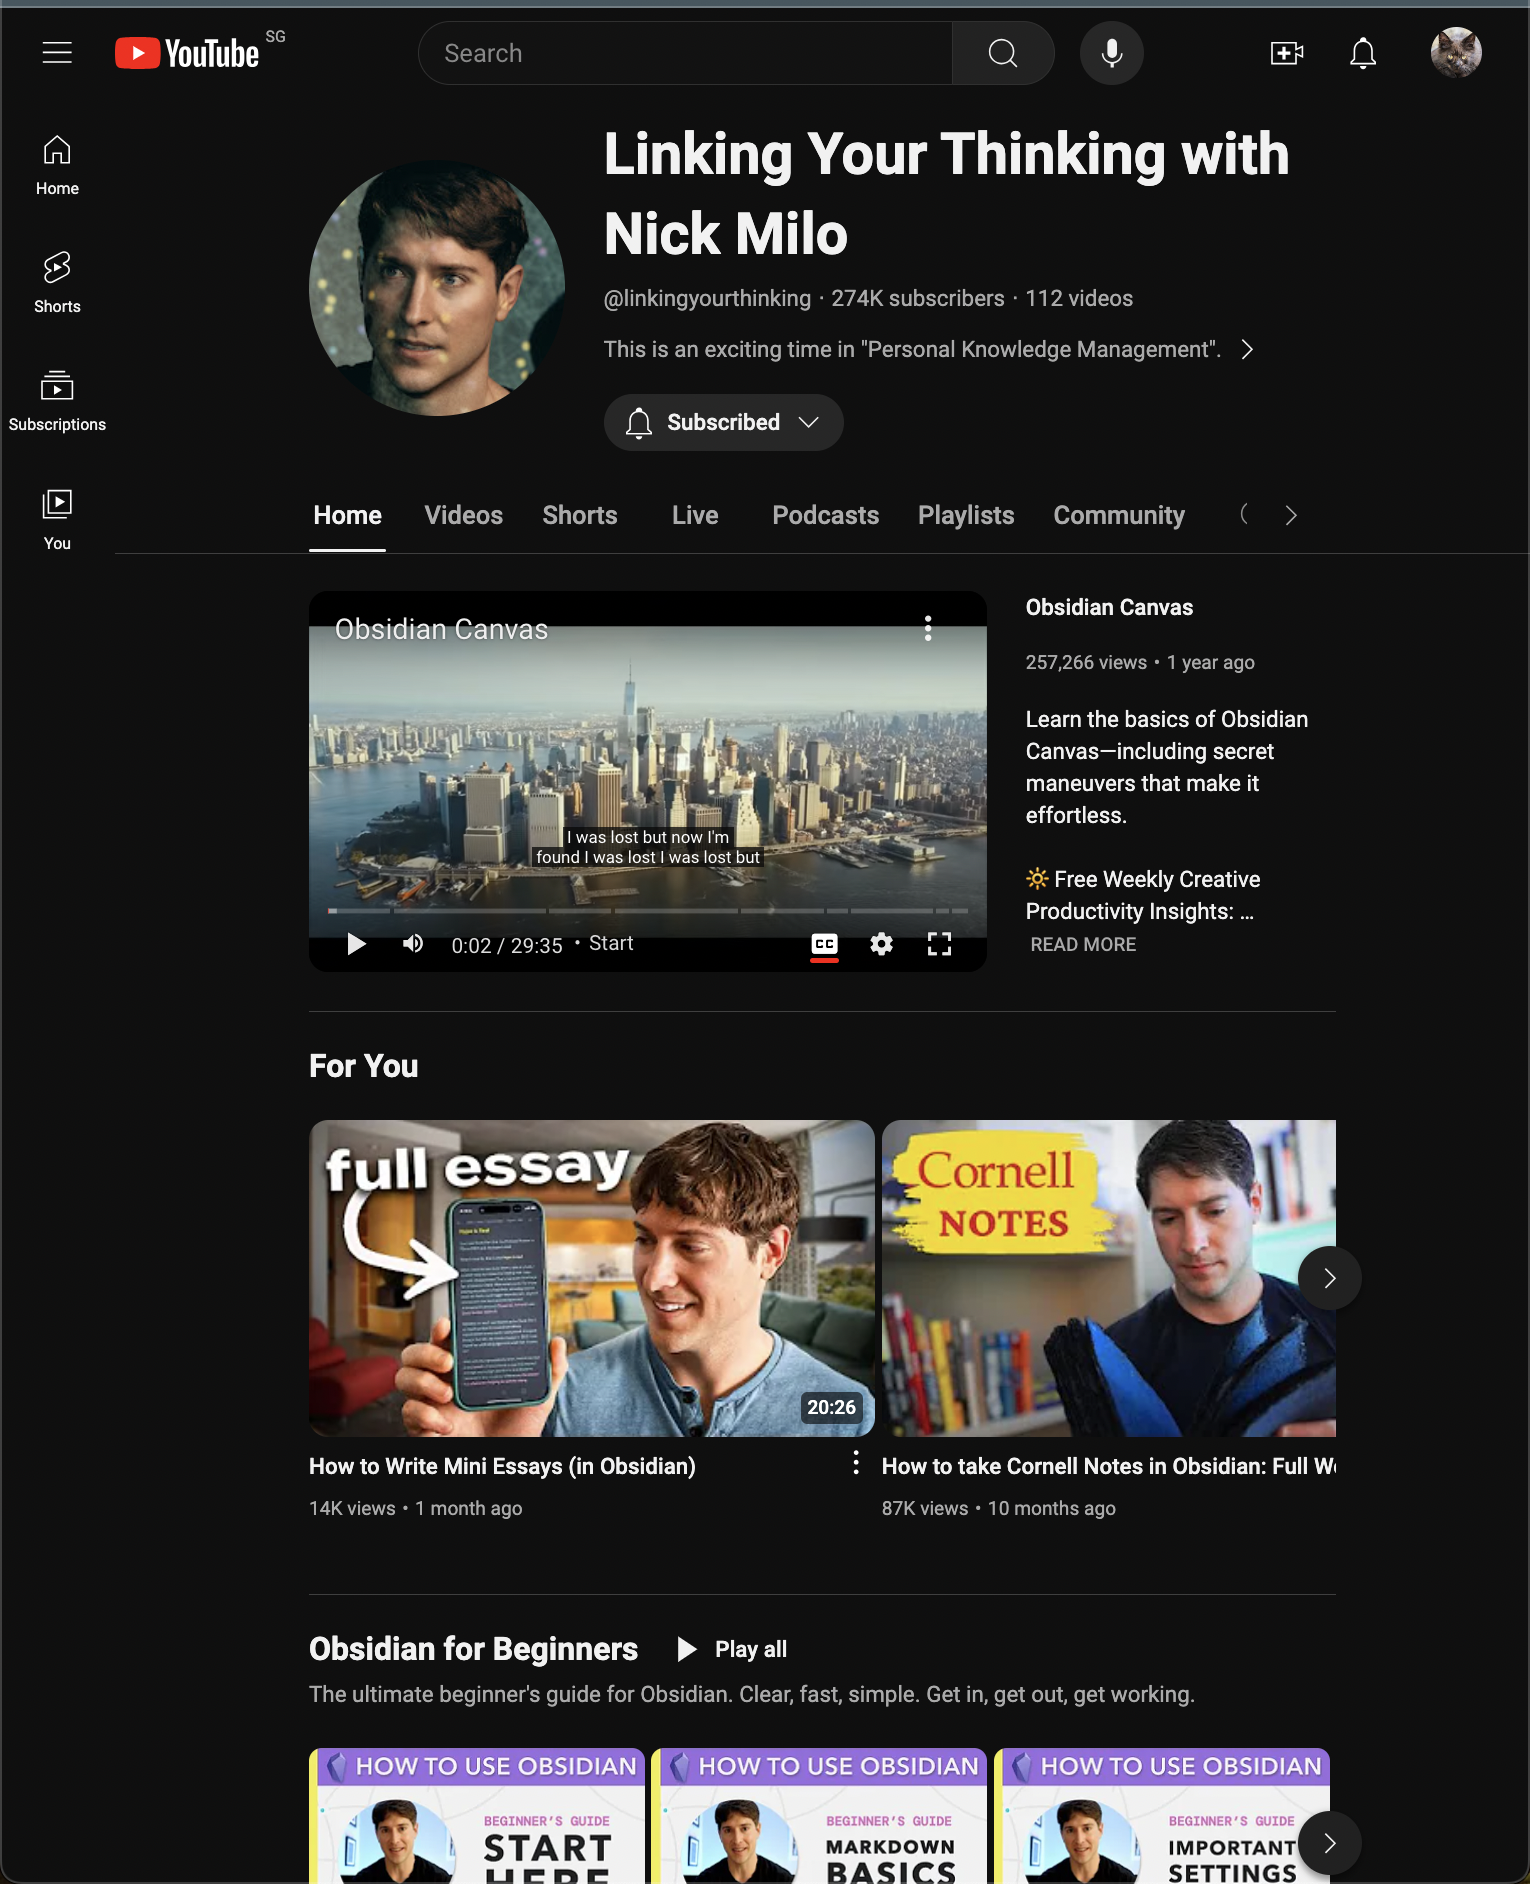 YouTube SG
Search
Home
Shorts
Subscriptions
You
Linking Your Thinking with
Nick Milo
@linkingyourthinking · 274K subscribers · 112 videos
This is an exciting time in "Personal Knowledge Management".
Subscribed
Home Videos Shorts Live Podcasts Playlists Community
Obsidian Canvas
I was lost but now I'm
found I was lost I was lost but
0:02 / 29:35 • Start
CC
Obsidian Canvas
257,266 views • 1 year ago
Learn the basics of Obsidian
Canvas—including secret
maneuvers that make it
effortless.
🔅 Free Weekly Creative
Productivity Insights: ...
READ MORE
For You
full essay
20:26
How to Write Mini Essays (in Obsidian)
14K views • 1 month ago
Cornell
NOTES
How to take Cornell Notes in Obsidian: Full
87K views • 10 months ago
Obsidian for Beginners
Play all
The ultimate beginner's guide for Obsidian. Clear, fast, simple. Get in, get out, get working.
HOW TO USE OBSIDIAN
BEGINNER'S GUIDE
START
HERE
HOW TO USE OBSIDIAN
BEGINNER'S GUIDE
MARKDOWN
BASICS
HOW TO USE OBSIDIAN
BEGINNER'S GUIDE
IMPORTANT
SETTINGS